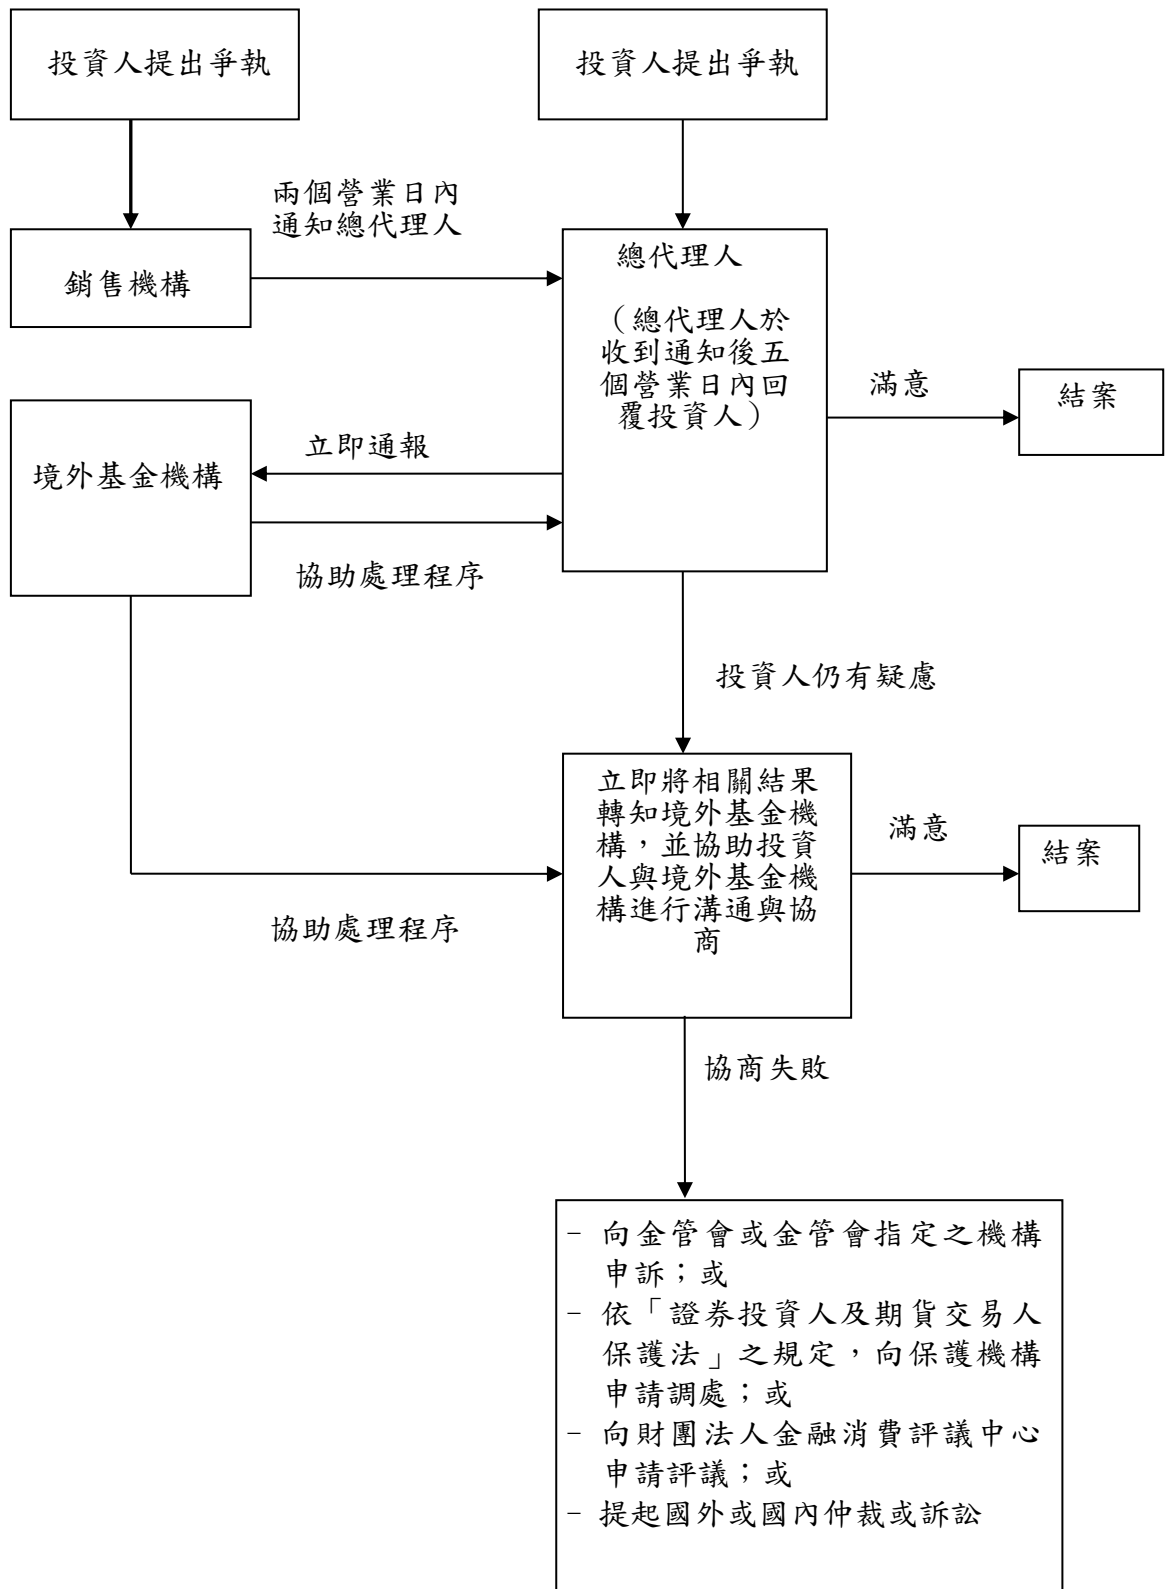 投資人提出爭執
投資人提出爭執
兩個營業日內
通知總代理人
銷售機構
總代理人
（總代理人於
收到通知後五
個營業日內回
覆投資人）
滿意
結案
立即通報
境外基金機構
協助處理程序
投資人仍有疑慮
立即將相關結果
轉知境外基金機
構，並協助投資
人與境外基金機
構進行溝通與協
商
滿意
結案
協助處理程序
協商失敗
- 向金管會或金管會指定之機構
申訴；或
- 依「證券投資人及期貨交易人
保護法」之規定，向保護機構
申請調處；或
- 向財團法人金融消費評議中心
申請評議；或
- 提起國外或國內仲裁或訴訟